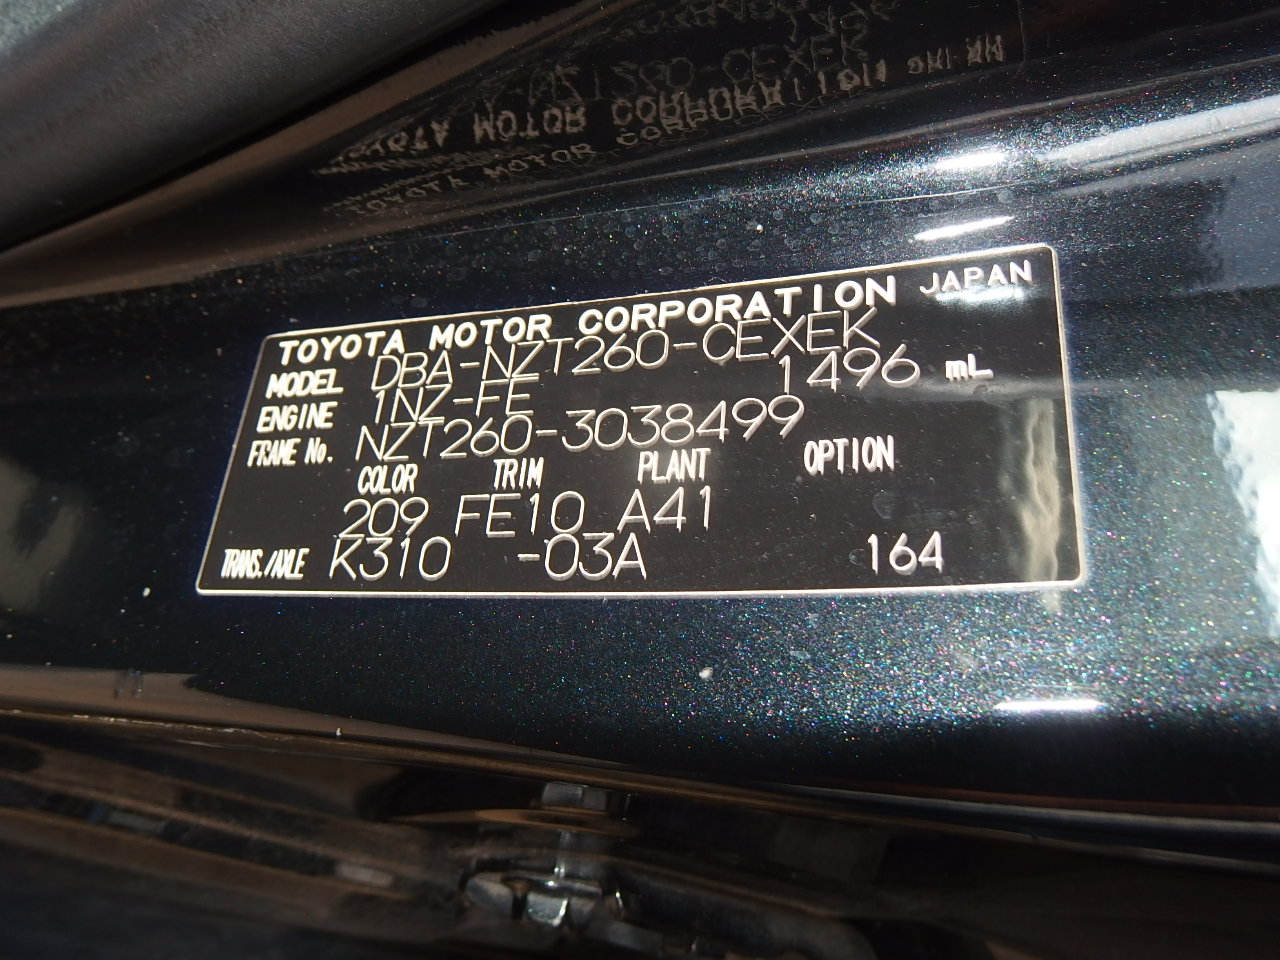 TOYOTA MOTOR CORPORATION JAPAN
MODEL DBA-NZT260-CEXEK
ENGINE 1NZ-FE 1496 mL
FRAME No. NZT260-3038499
COLOR TRIM PLANT OPTION
209 FE10 A41
TRANS./AXLE K310 -03A 164